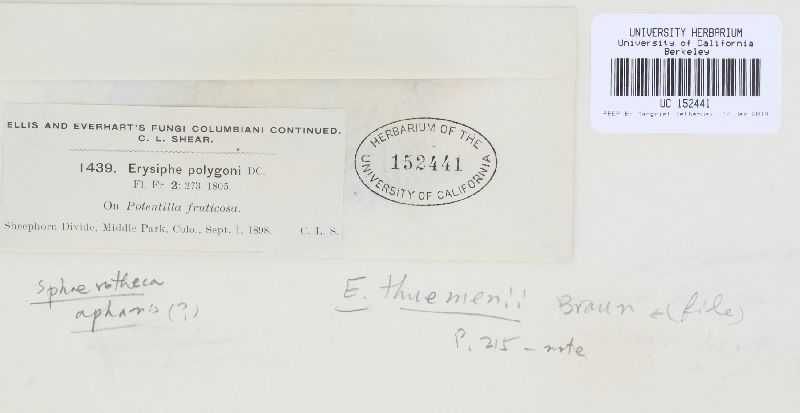 UNIVERSITY HERBARIUM
University of California
Berkeley
UC 152441
ELLIS AND EVERHART'S FUNGI COLUMBIANI CONTINUED.
C. L. SHEAR.
1439. Erysiphe polygoni DC.
Fl. Fr. 2: 273. 1805.
On Potentilla fruticosa.
Sheephorn Divide, Middle Park, Colo., Sept. 1, 1898. C. L. S.
HERBARIUM OF THE
152441
UNIVERSITY OF CALIFORNIA
Sphaerotheca
aphanis (?)
E. thuemenii Braun ← (file)
P. 215 - note